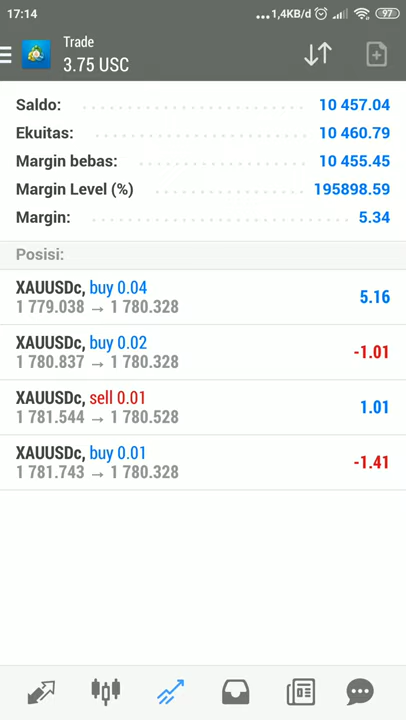 17:14 ...1,4KB/d 97
Trade
3.75 USC
Saldo: 10 457.04
Ekuitas: 10 460.79
Margin bebas: 10 455.45
Margin Level (%) 195898.59
Margin: 5.34
Posisi:
XAUUSDc, buy 0.04
1 779.038 → 1 780.328 5.16
XAUUSDc, buy 0.02
1 780.837 → 1 780.328 -1.01
XAUUSDc, sell 0.01
1 781.544 → 1 780.528 1.01
XAUUSDc, buy 0.01
1 781.743 → 1 780.328 -1.41